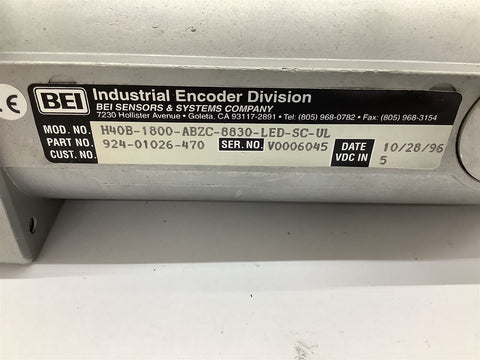 CE
BEI Industrial Encoder Division
BEI SENSORS & SYSTEMS COMPANY
7230 Hollister Avenue • Goleta, CA 93117-2891 • Tel: (805) 968-0782 • Fax: (805) 968-3154
MOD. NO. H40B-1800-ABZC-8830-LED-SC-UL
PART NO. 924-01026-470 SER. NO. V0006045 DATE 10/28/96
CUST. NO. VDC IN 5